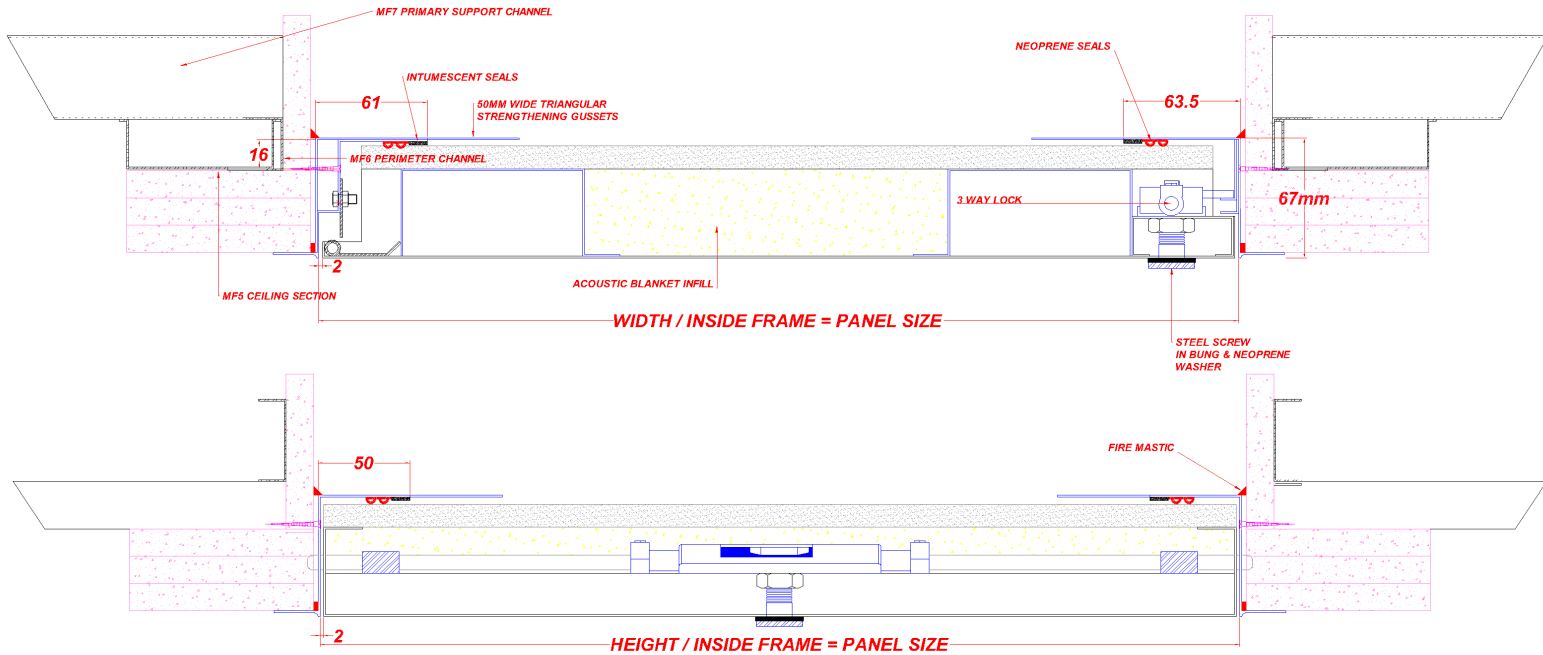 MF7 PRIMARY SUPPORT CHANNEL
NEOPRENE SEALS
INTUMESCENT SEALS
61
50MM WIDE TRIANGULAR
STRENGTHENING GUSSETS
63.5
16
MF6 PERIMETER CHANNEL
3 WAY LOCK
67mm
2
ACOUSTIC BLANKET INFILL
MF5 CEILING SECTION
WIDTH / INSIDE FRAME = PANEL SIZE
STEEL SCREW
IN BUNG & NEOPRENE
WASHER
FIRE MASTIC
50
2
HEIGHT / INSIDE FRAME = PANEL SIZE